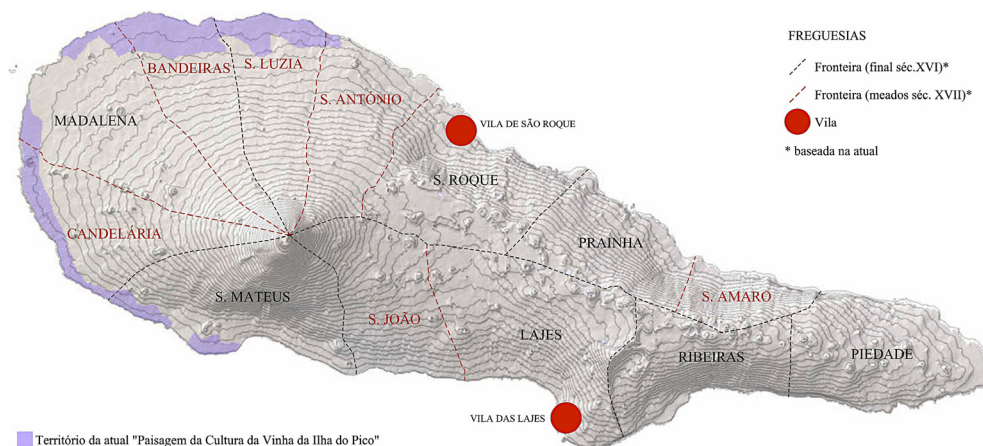 FREGUESIAS
Fronteira (final séc.XVI)*
Fronteira (meados séc. XVII)*
Vila
* baseada na atual
BANDEIRAS
S. LUZIA
S. ANTÓNIO
MADALENA
VILA DE SÃO ROQUE
S. ROQUE
CANDELÁRIA
PRAINHA
S. MATEUS
S. AMARO
S. JOÃO
LAJES
RIBEIRAS
PIEDADE
VILA DAS LAJES
Território da atual "Paisagem da Cultura da Vinha da Ilha do Pico"